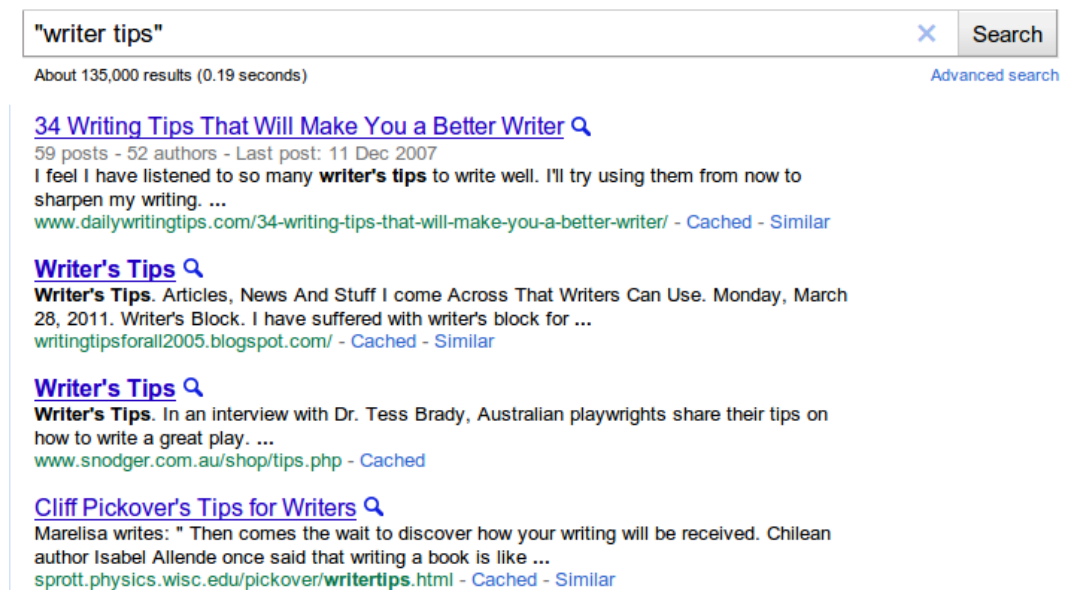 "writer tips"
Search
About 135,000 results (0.19 seconds)
Advanced search
34 Writing Tips That Will Make You a Better Writer
59 posts - 52 authors - Last post: 11 Dec 2007
I feel I have listened to so many writer's tips to write well. I'll try using them from now to
sharpen my writing. ...
www.dailywritingtips.com/34-writing-tips-that-will-make-you-a-better-writer/ - Cached - Similar
Writer's Tips
Writer's Tips. Articles, News And Stuff I come Across That Writers Can Use. Monday, March
28, 2011. Writer's Block. I have suffered with writer's block for ...
writingtipsforall2005.blogspot.com/ - Cached - Similar
Writer's Tips
Writer's Tips. In an interview with Dr. Tess Brady, Australian playwrights share their tips on
how to write a great play. ...
www.snodger.com.au/shop/tips.php - Cached
Cliff Pickover's Tips for Writers
Marelisa writes: " Then comes the wait to discover how your writing will be received. Chilean
author Isabel Allende once said that writing a book is like ...
sprott.physics.wisc.edu/pickover/writertips.html - Cached - Similar